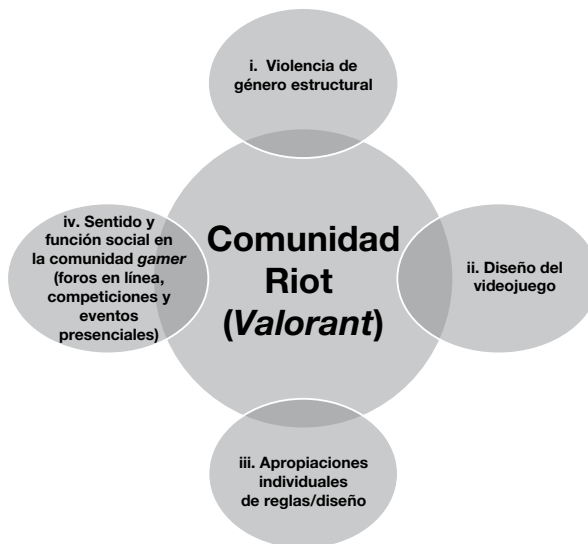 i. Violencia de
género estructural
iv. Sentido y
función social en
la comunidad gamer
(foros en línea,
competiciones y
eventos
presenciales)
Comunidad
Riot
(Valorant)
ii. Diseño del
videojuego
iii. Apropiaciones
individuales
de reglas/diseño